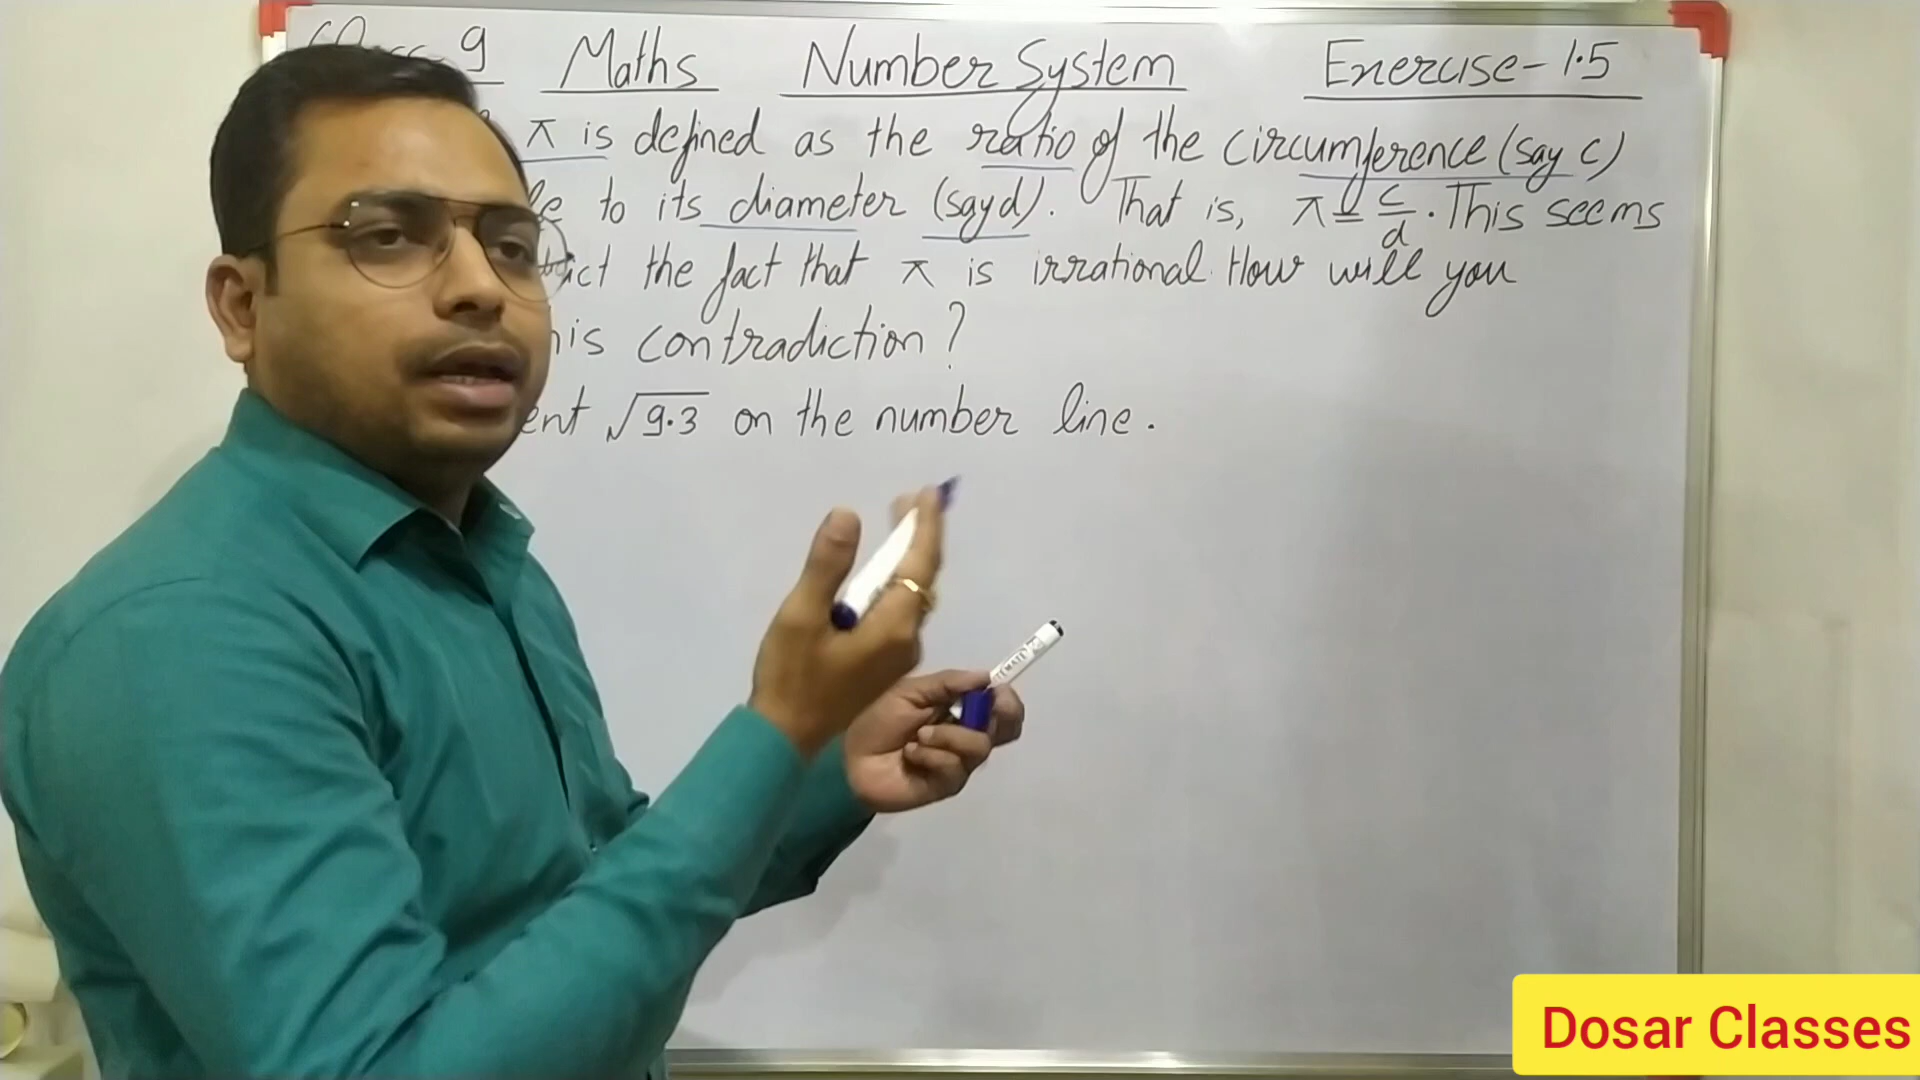 Class-9 Maths Number System Exercise-1.5
π is defined as the ratio of the circumference (say c)
to its diameter (say d). That is, π = c/d. This seems
the fact that π is irrational. How will you
contradiction?
√9.3 on the number line.
Dosar Classes